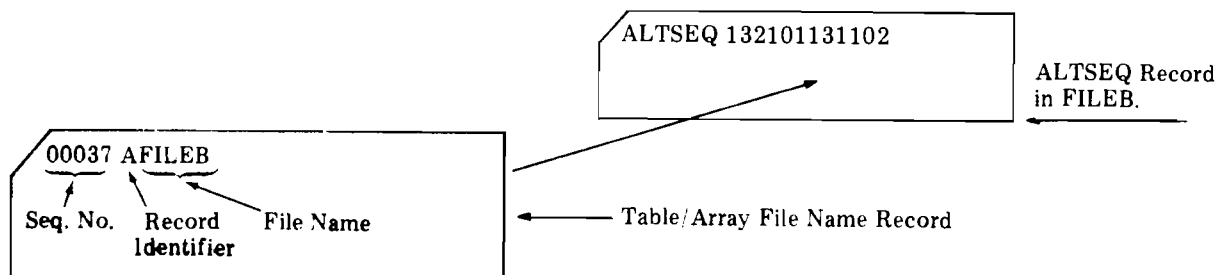 ALTSEQ 132101131102
ALTSEQ Record
in FILEB.
00037 AFILEB
Seq. No.
Record
Identifier
File Name
Table/Array File Name Record